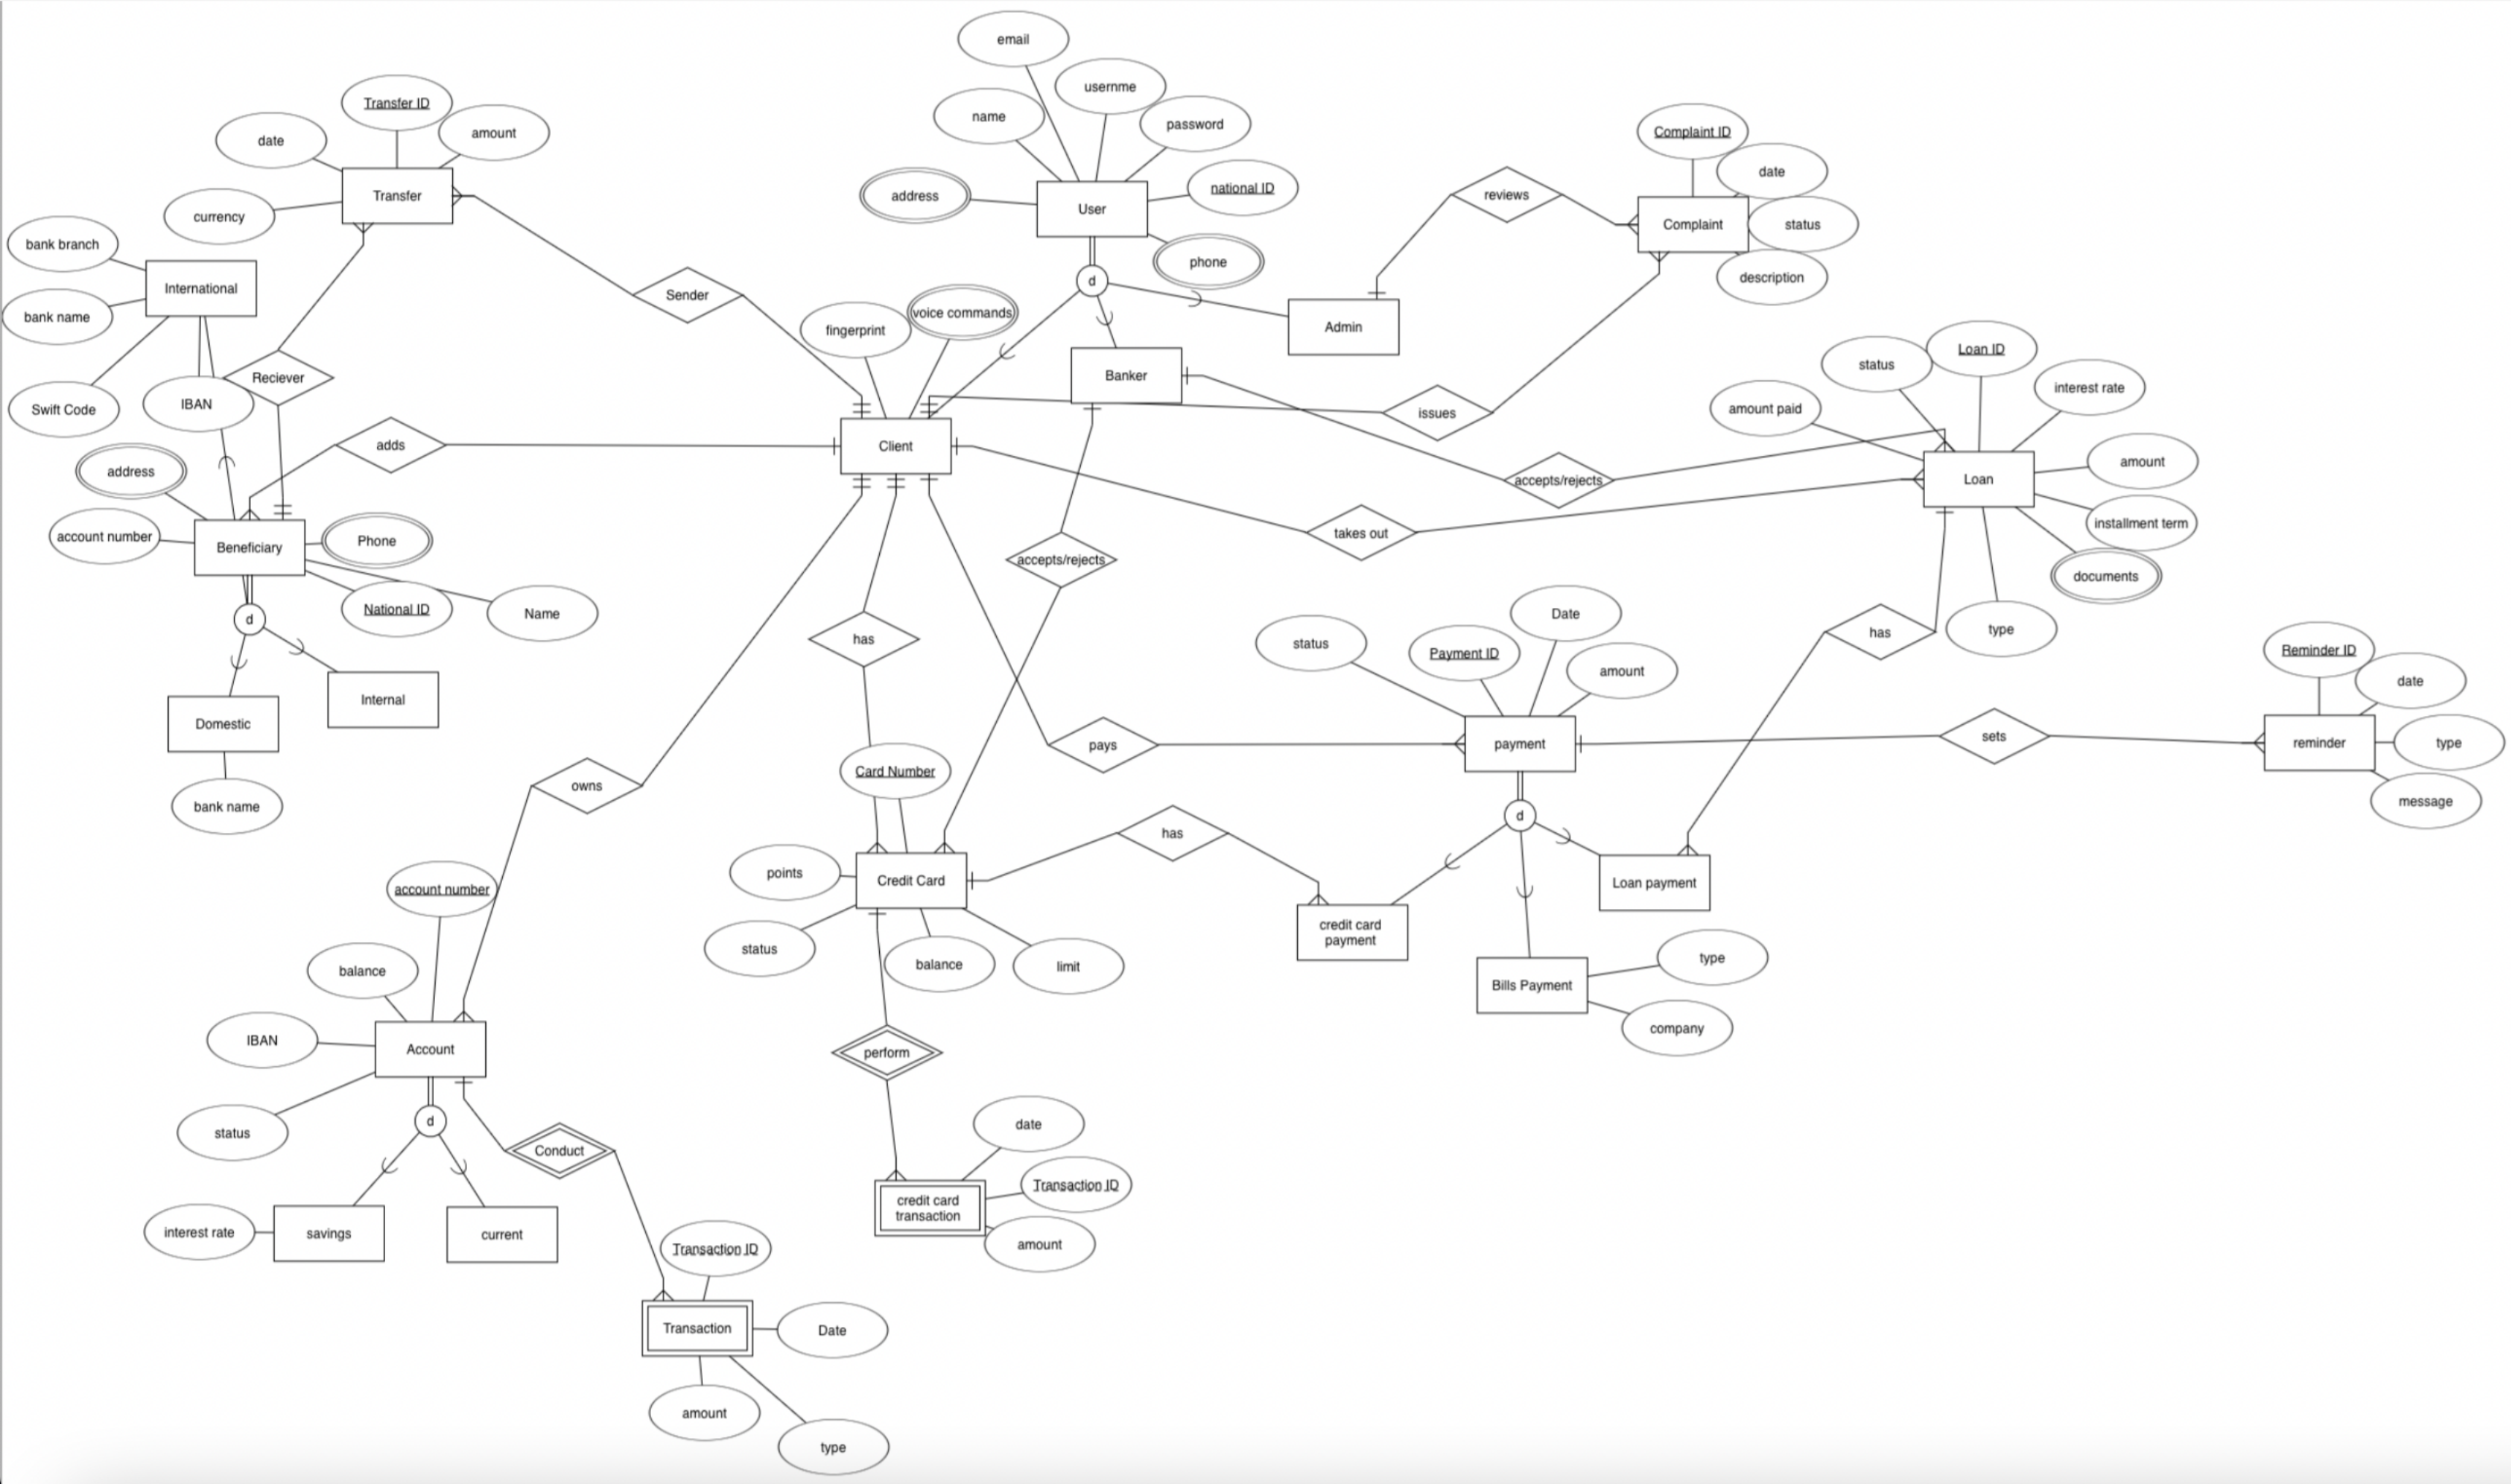 email
usernme
name
password
Transfer ID
date
amount
Complaint ID
date
national ID
address
User
reviews
Transfer
currency
Complaint
status
phone
description
bank branch
International
Sender
bank name
fingerprint
voice commands
d
Admin
Banker
Reciever
Swift Code
IBAN
Loan ID
status
interest rate
amount paid
issues
adds
Client
address
accepts/rejects
Loan
amount
account number
Beneficiary
Phone
takes out
installment term
accepts/rejects
documents
National ID
Name
d
has
status
Payment ID
Date
amount
has
type
Reminder ID
date
Internal
Domestic
bank name
pays
payment
sets
reminder
type
message
owns
Card Number
has
d
account number
points
Credit Card
Loan payment
credit card
payment
status
balance
limit
balance
type
Bills Payment
company
IBAN
Account
perform
status
d
Conduct
date
Transaction ID
credit card
transaction
amount
interest rate
savings
current
Transaction ID
Transaction
Date
amount
type